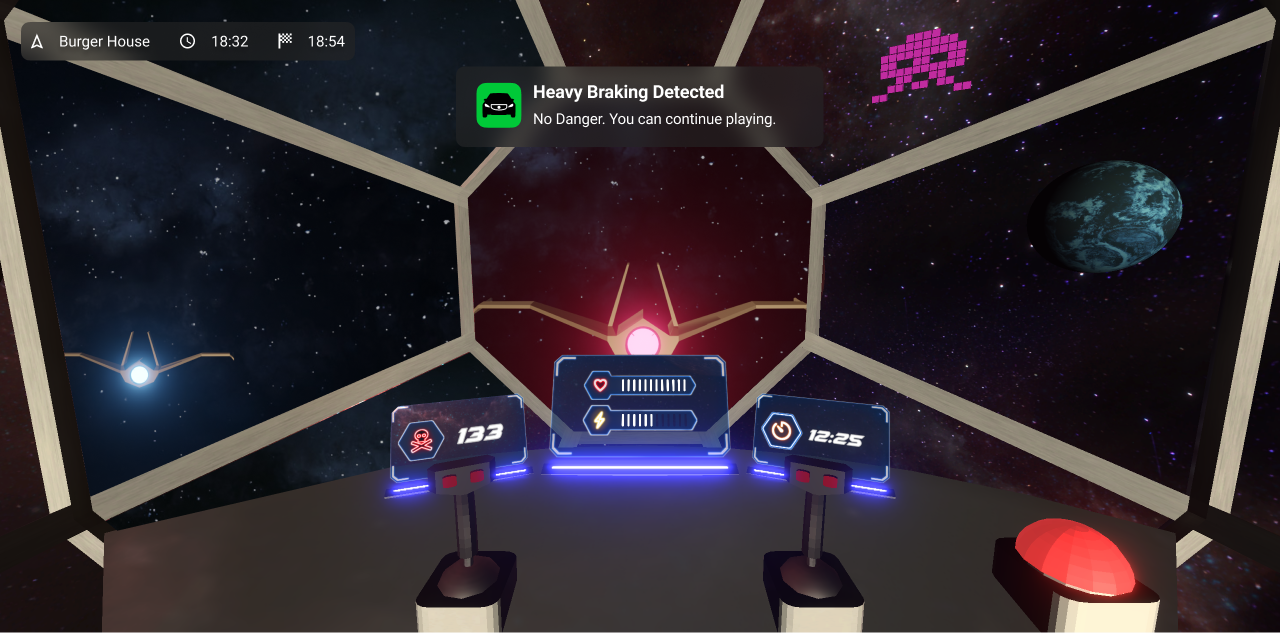 Burger House 18:32 18:54
Heavy Braking Detected
No Danger. You can continue playing.
133
12:25